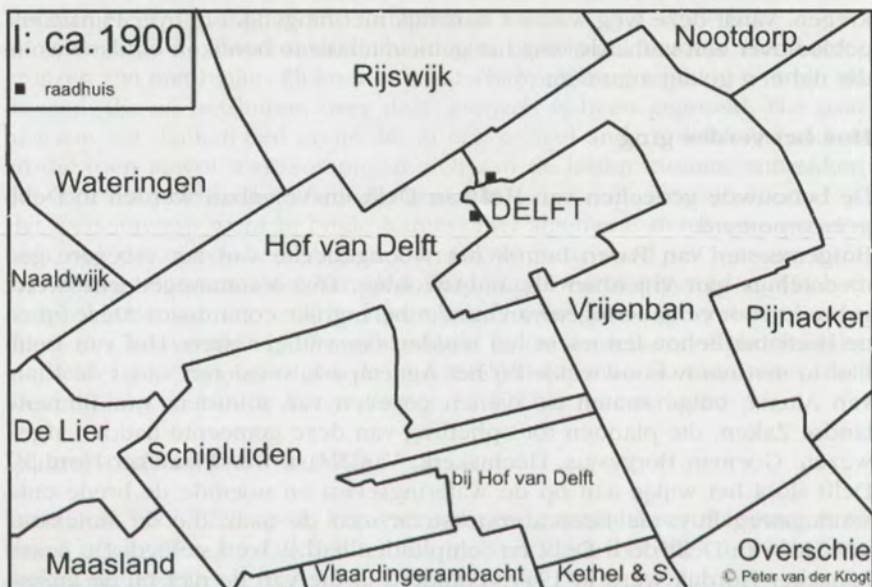 I: ca. 1900
raadhuis
Nootdorp
Rijswijk
Wateringen
DELFT
Hof van Delft
Naaldwijk
Vrijenban
Pijnacker
De Lier
Schipluiden
bij Hof van Delft
Maasland
Vlaardingerambacht
Kethel & S.
Overschie
© Peter van der Krogt